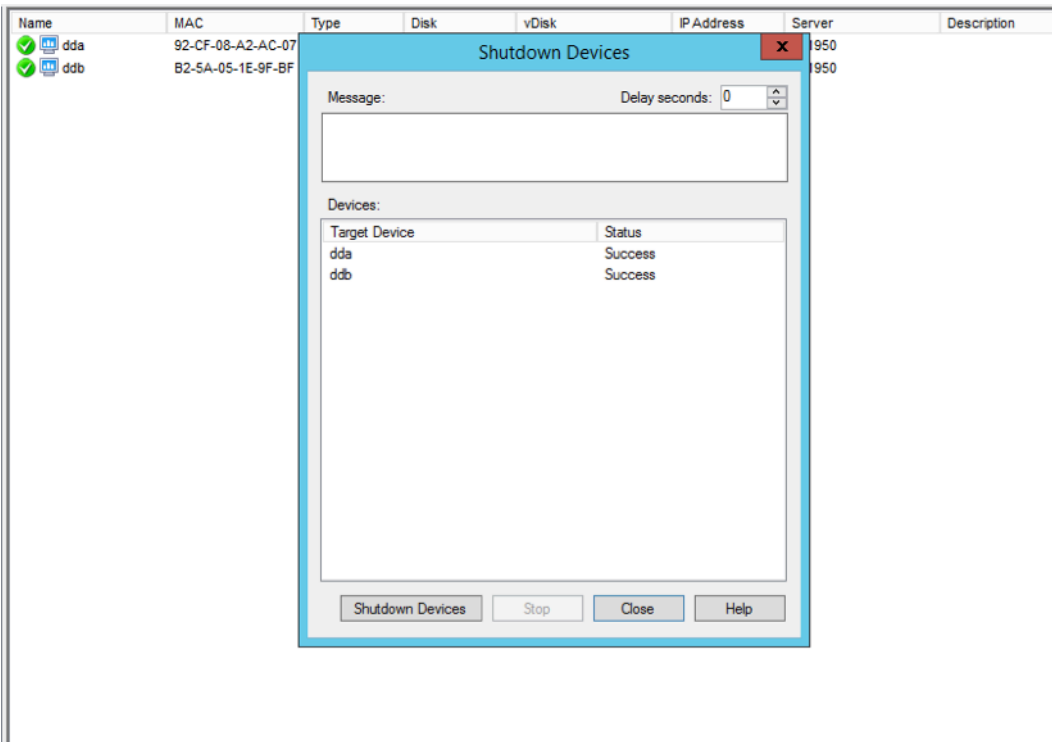 Name MAC Type Disk vDisk IP Address Server Description
dda 92-CF-08-A2-AC-07 1950
ddb B2-5A-05-1E-9F-BF 1950
Shutdown Devices x
Message: Delay seconds: 0
Devices:
Target Device Status
dda Success
ddb Success
Shutdown Devices Stop Close Help